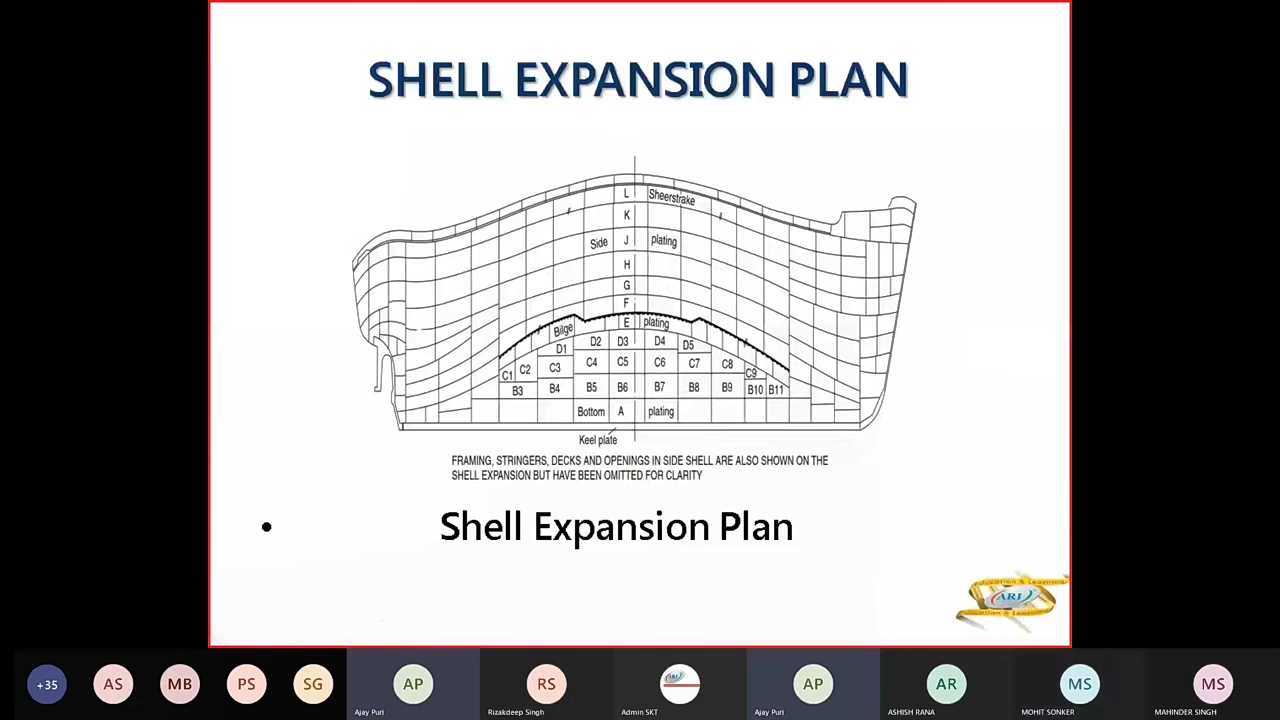 SHELL EXPANSION PLAN
L Sheerstrake
K
Side J plating
H
G
F
Bilge E plating
D1 D2 D3 D4 D5
C1 C2 C3 C4 C5 C6 C7 C8 C9
B3 B4 B5 B6 B7 B8 B9 B10 B11
Bottom A plating
Keel plate
FRAMING, STRINGERS, DECKS AND OPENINGS IN SIDE SHELL ARE ALSO SHOWN ON THE
SHELL EXPANSION BUT HAVE BEEN OMITTED FOR CLARITY
• Shell Expansion Plan
Education & Learning
ARI
+35 AS MB PS SG AP RS AP AR MS MS
Ajay Puri Rizakdeep Singh Admin SKT Ajay Puri ASHISH RANA MOHIT SONKER MAHINDER SINGH